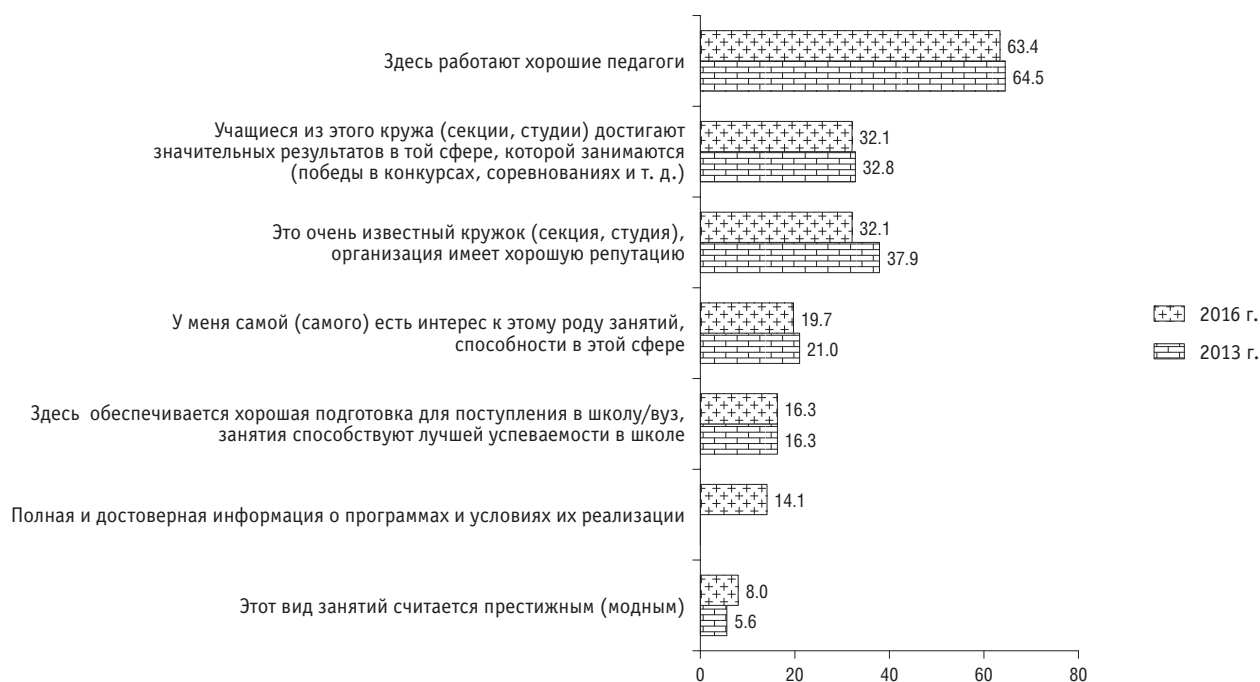 Здесь работают хорошие педагоги
63.4
64.5
Учащиеся из этого кружа (секции, студии) достигают
значительных результатов в той сфере, которой занимаются
(победы в конкурсах, соревнованиях и т. д.)
32.1
32.8
Это очень известный кружок (секция, студия),
организация имеет хорошую репутацию
32.1
37.9
У меня самой (самого) есть интерес к этому роду занятий,
способности в этой сфере
19.7
21.0
Здесь обеспечивается хорошая подготовка для поступления в школу/вуз,
занятия способствуют лучшей успеваемости в школе
16.3
16.3
Полная и достоверная информация о программах и условиях их реализации
14.1
Этот вид занятий считается престижным (модным)
8.0
5.6
0 20 40 60 80
2016 г.
2013 г.